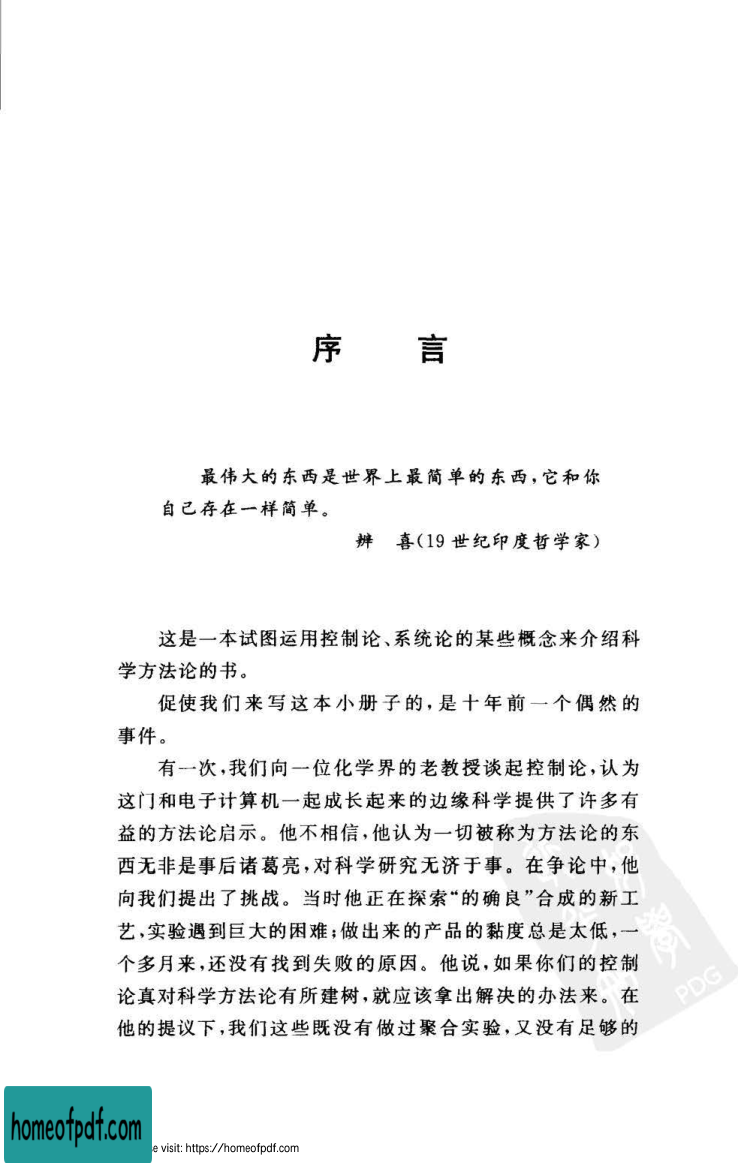 序 言
最伟大的东西是世界上最简单的东西,它和你
自己存在一样简单。
辨 喜(19 世纪印度哲学家)
这是一本试图运用控制论、系统论的某些概念来介绍科
学方法论的书。
促使我们来写这本小册子的,是十年前一个偶然的
事件。
有一次,我们向一位化学界的老教授谈起控制论,认为
这门和电子计算机一起成长起来的边缘科学提供了许多有
益的方法论启示。他不相信,他认为一切被称为方法论的东
西无非是事后诸葛亮,对科学研究无济于事。在争论中,他
向我们提出了挑战。当时他正在探索“的确良”合成的新工
艺,实验遇到巨大的困难;做出来的产品的黏度总是太低,一
个多月来,还没有找到失败的原因。他说,如果你们的控制
论真对科学方法论有所建树,就应该拿出解决的办法来。在
他的提议下,我们这些既没有做过聚合实验,又没有足够的
PDG
homeofpdf.com
e visit: https://homeofpdf.com